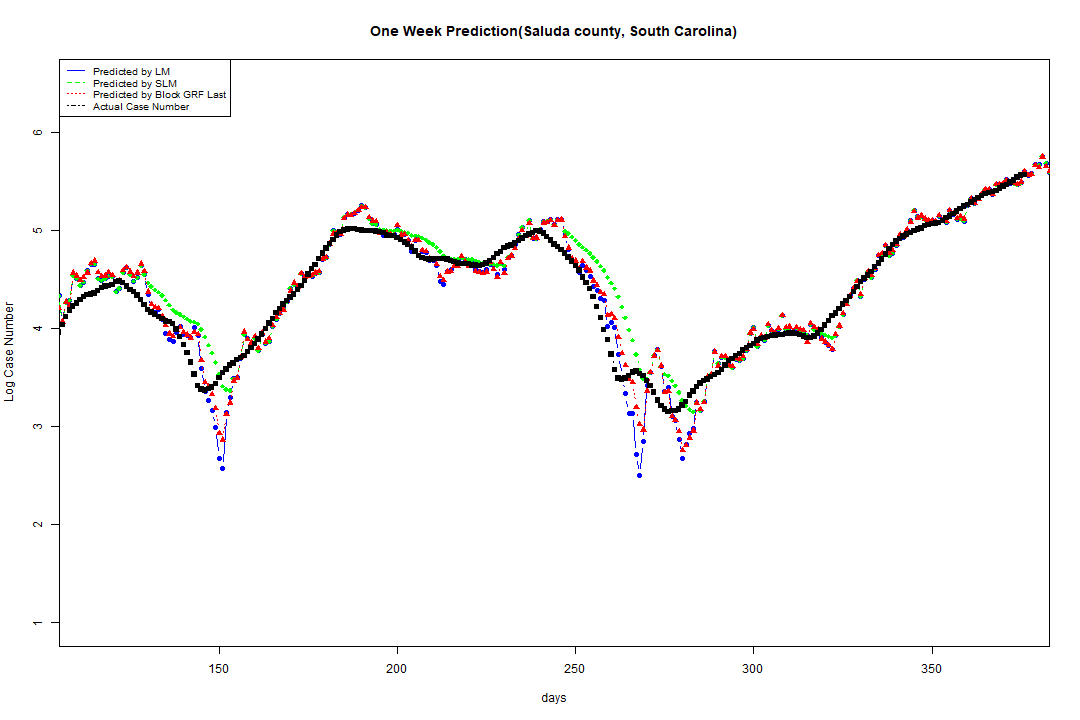 One Week Prediction(Saluda county, South Carolina)
Predicted by LM
Predicted by SLM
Predicted by Block GRF Last
Actual Case Number
Log Case Number
6
5
4
3
2
1
150 200 250 300 350
days